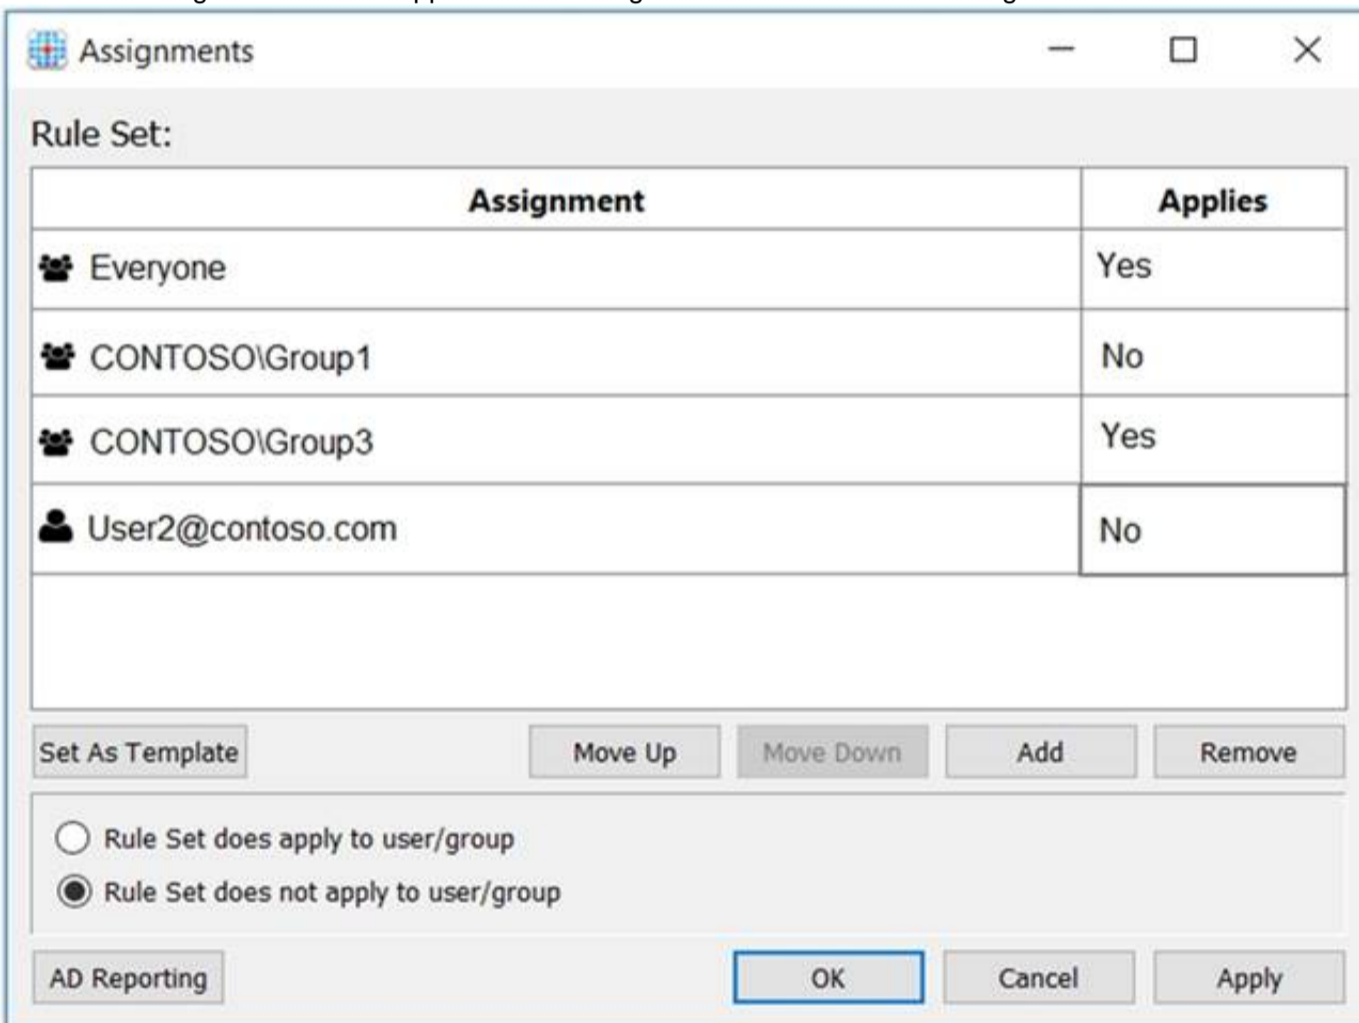 Assignments
Rule Set:
Assignment Applies
Everyone Yes
CONTOSO\Group1 No
CONTOSO\Group3 Yes
User2@contoso.com No
Set As Template Move Up Move Down Add Remove
Rule Set does apply to user/group
Rule Set does not apply to user/group
AD Reporting OK Cancel Apply